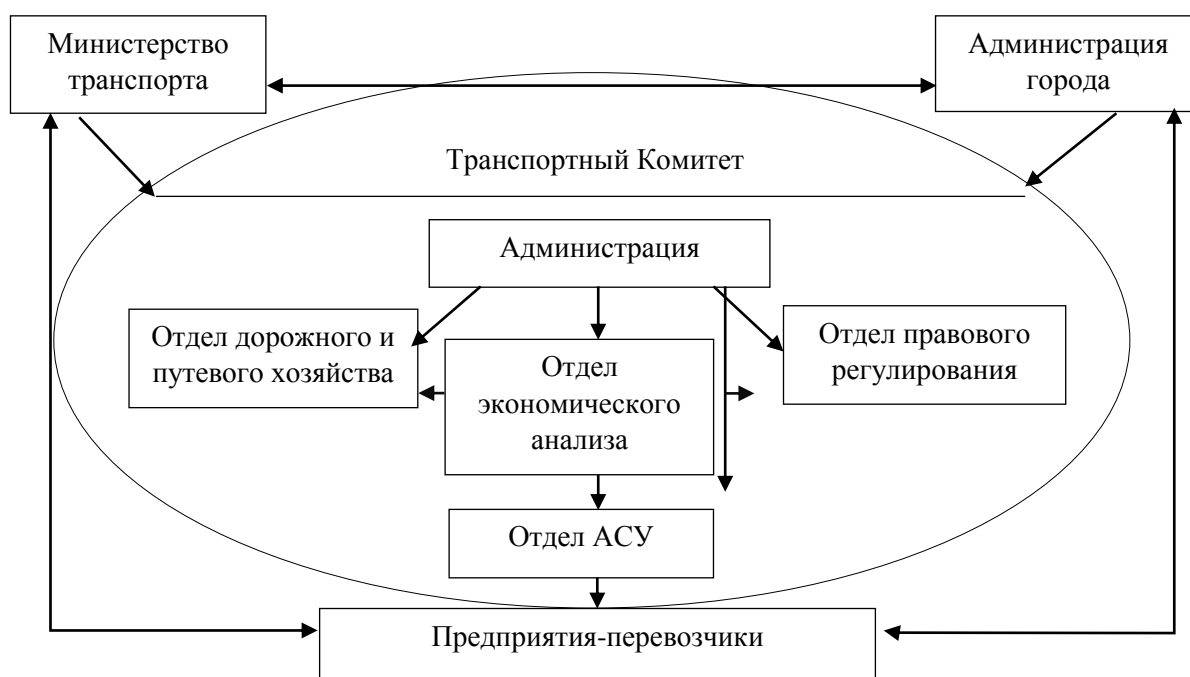 Министерство
транспорта
Администрация
города
Транспортный Комитет
Администрация
Отдел дорожного и
путевого хозяйства
Отдел
экономического
анализа
Отдел правового
регулирования
Отдел АСУ
Предприятия-перевозчики